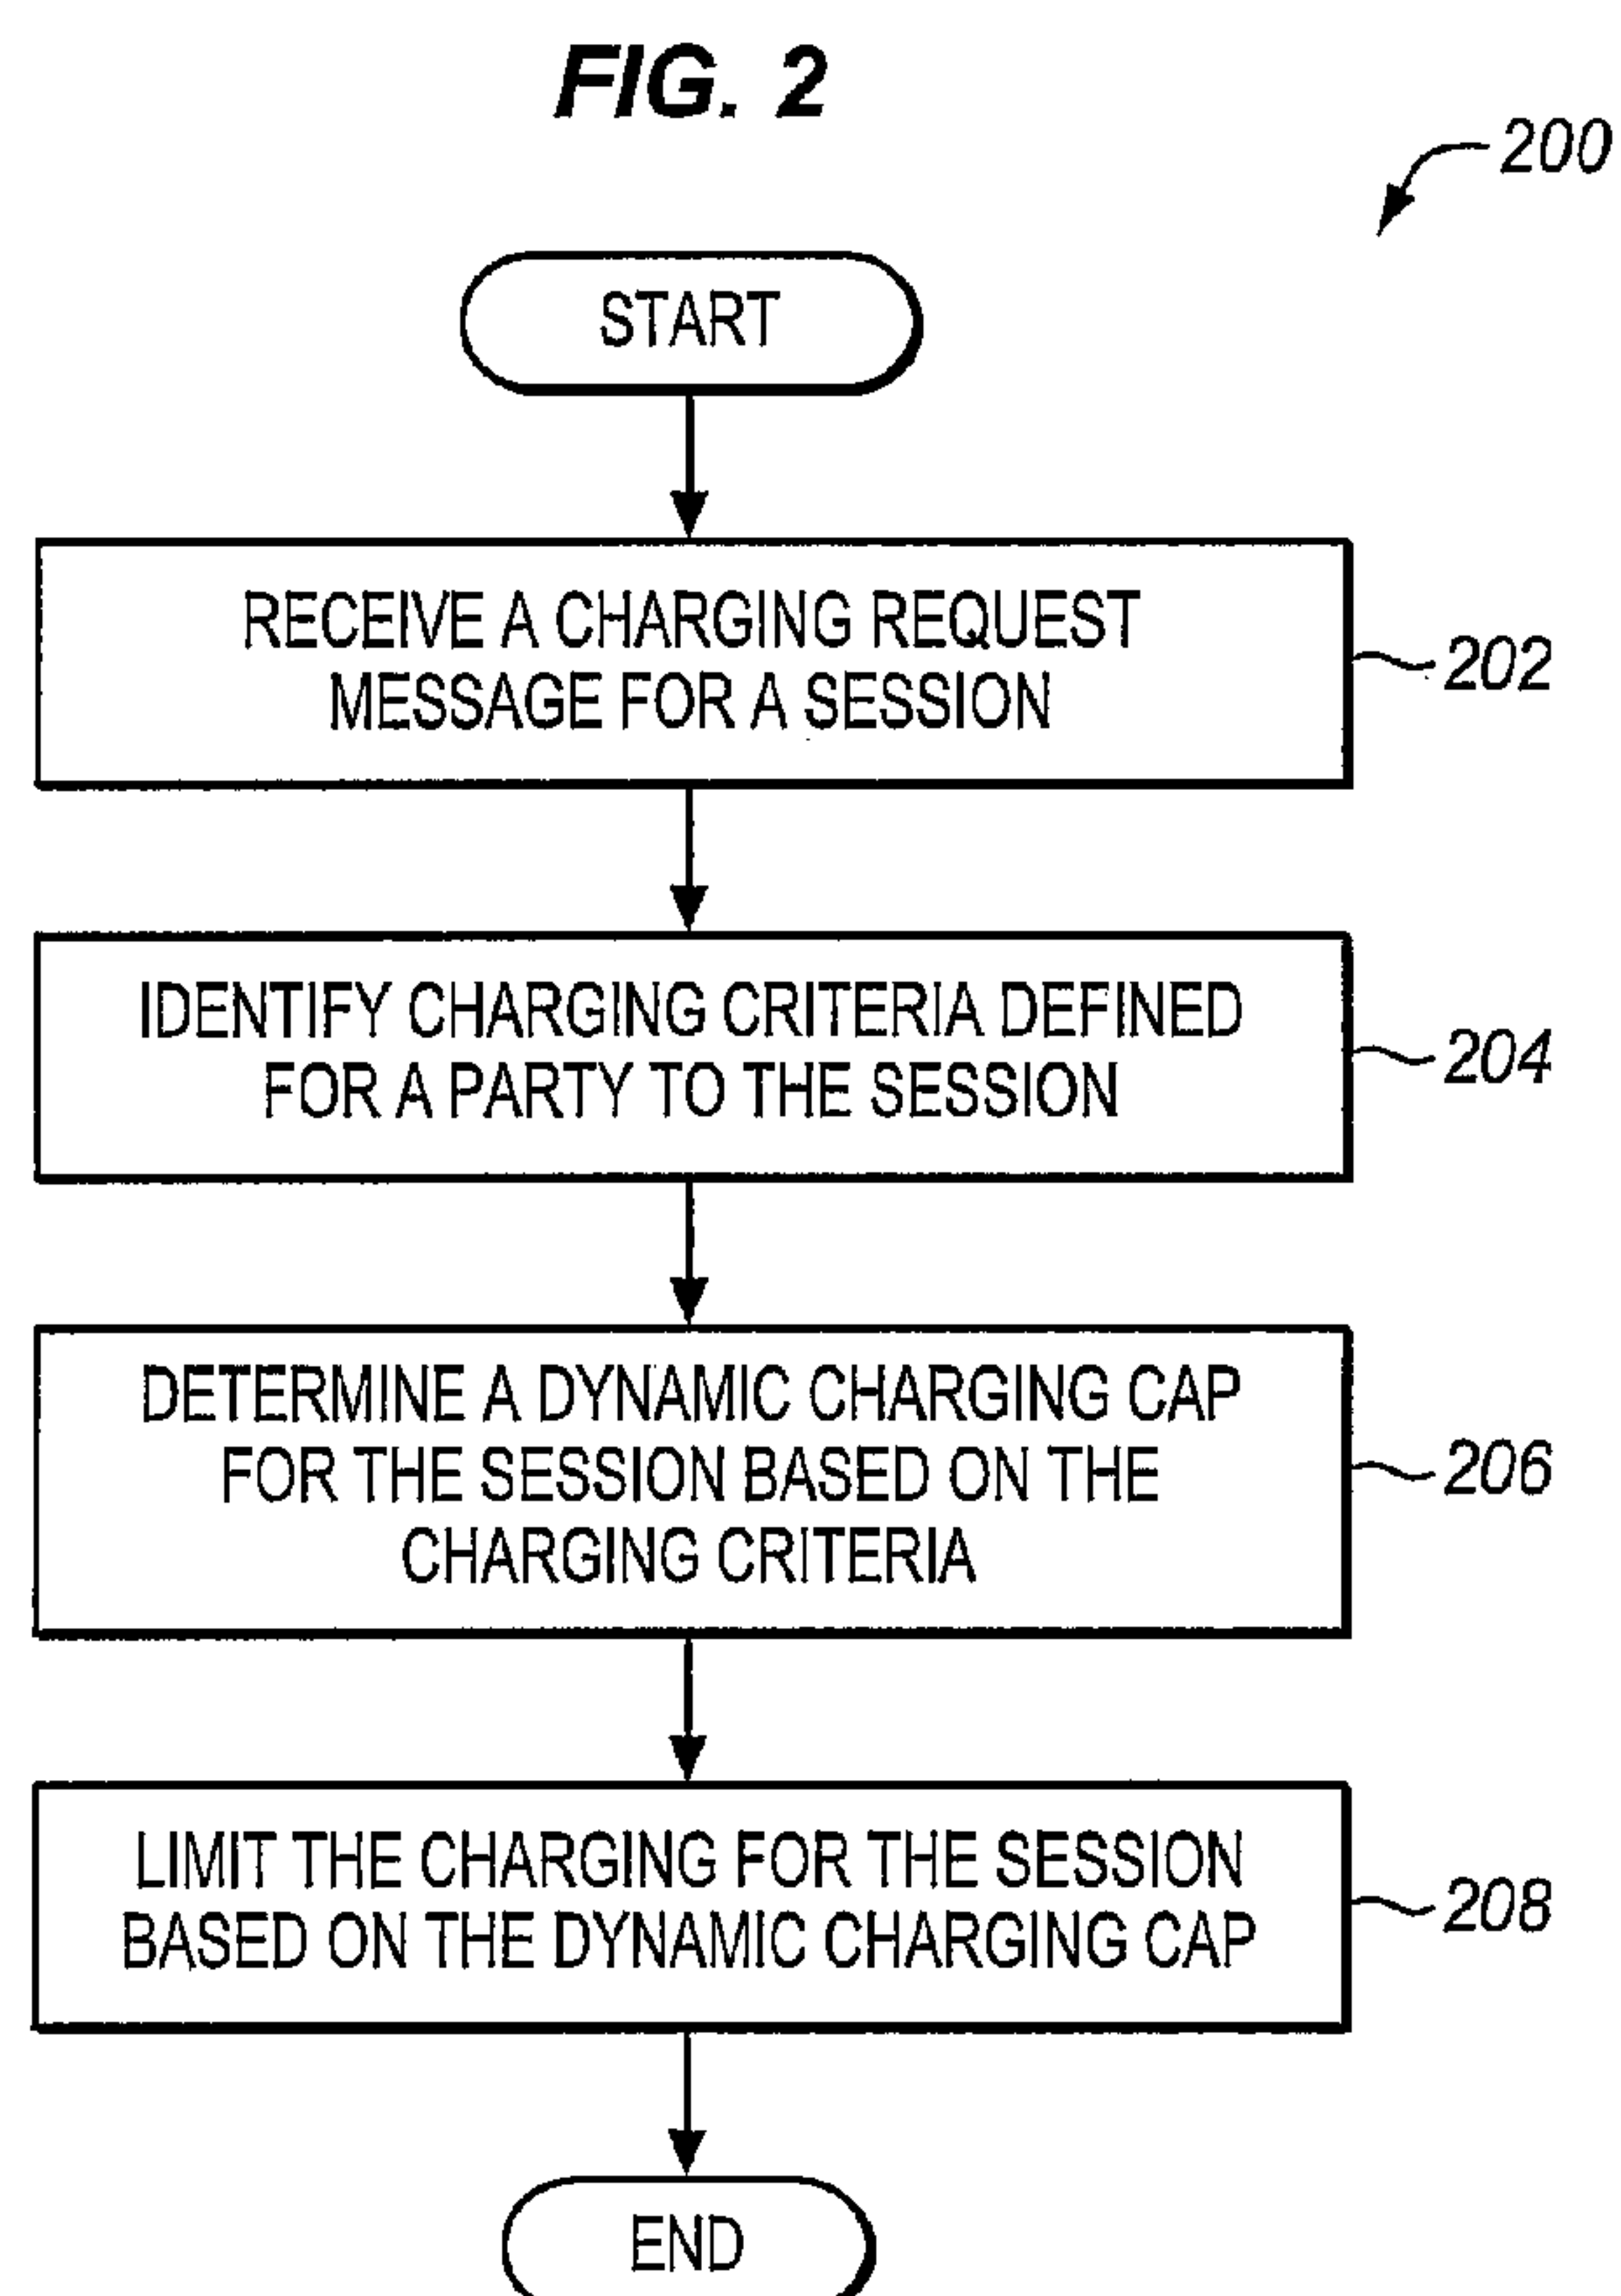 FIG. 2
200
START
RECEIVE A CHARGING REQUEST
MESSAGE FOR A SESSION
202
IDENTIFY CHARGING CRITERIA DEFINED
FOR A PARTY TO THE SESSION
204
DETERMINE A DYNAMIC CHARGING CAP
FOR THE SESSION BASED ON THE
CHARGING CRITERIA
206
LIMIT THE CHARGING FOR THE SESSION
BASED ON THE DYNAMIC CHARGING CAP
208
END